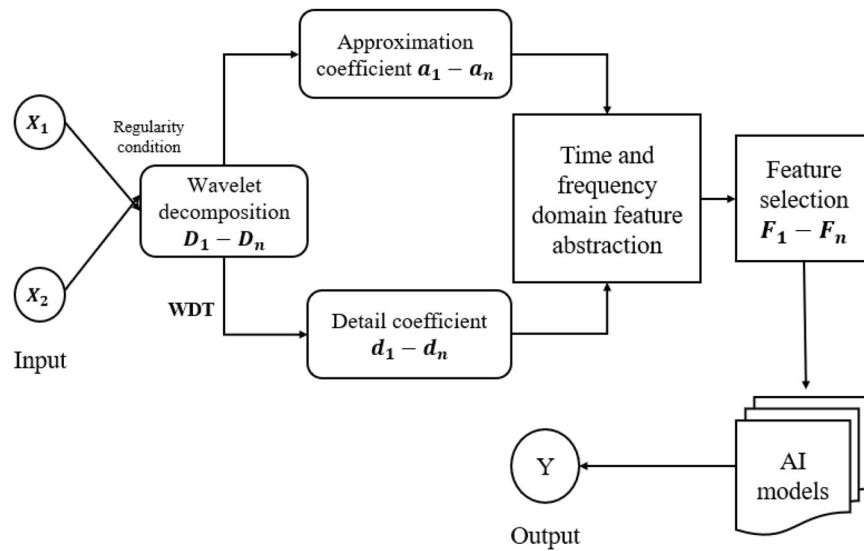 Approximation
coefficient a₁ − aₙ
X₁
Regularity
condition
Wavelet
decomposition
D₁ − Dₙ
Time and
frequency
domain feature
abstraction
Feature
selection
F₁ − Fₙ
X₂
WDT
Detail coefficient
d₁ − dₙ
Input
AI
models
Y
Output